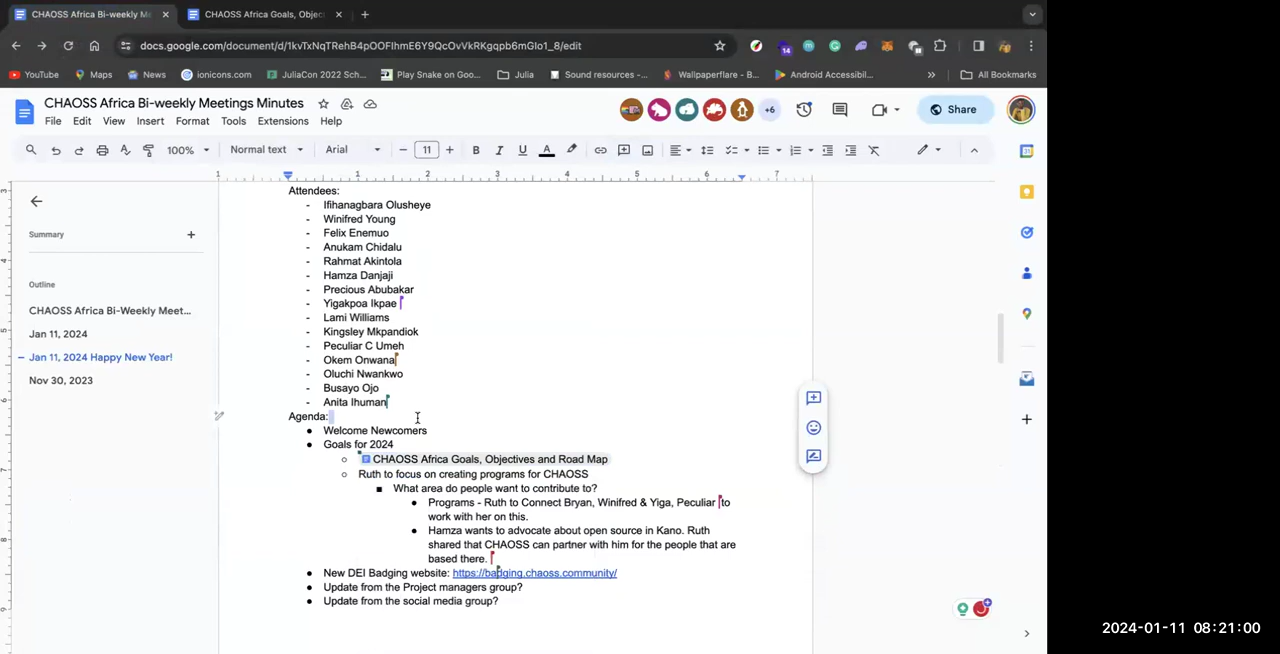 CHAOSS Africa Bi-weekly Me
CHAOSS Africa Goals, Objec
docs.google.com/document/d/1kvTxNqTRehB4pOOFIhmE6Y9QcOvVkRKgqpb6mGlo1_8/edit
14
YouTube
Maps
News
ionicons.com
JuliaCon 2022 Sch...
Play Snake on Goo...
Julia
Sound resources -...
Wallpaperflare - B...
Android Accessibil...
»
All Bookmarks
CHAOSS Africa Bi-weekly Meetings Minutes
File Edit View Insert Format Tools Extensions Help
+6
Share
100%
Normal text
Arial
11
1 1 2 3 4 5 6 7
Summary
Outline
CHAOSS Africa Bi-Weekly Meet...
Jan 11, 2024
Jan 11, 2024 Happy New Year!
Nov 30, 2023
Attendees:
- Ifihanagbara Olusheye
- Winifred Young
- Felix Enemuo
- Anukam Chidalu
- Rahmat Akintola
- Hamza Danjaji
- Precious Abubakar
- Yigakpoa Ikpae
- Lami Williams
- Kingsley Mkpandiok
- Peculiar C Umeh
- Okem Onwana
- Oluchi Nwankwo
- Busayo Ojo
- Anita Ihuman
Agenda:
● Welcome Newcomers
● Goals for 2024
○ CHAOSS Africa Goals, Objectives and Road Map
○ Ruth to focus on creating programs for CHAOSS
■ What area do people want to contribute to?
● Programs - Ruth to Connect Bryan, Winifred & Yiga, Peculiar to
work with her on this.
● Hamza wants to advocate about open source in Kano. Ruth
shared that CHAOSS can partner with him for the people that are
based there.
● New DEI Badging website: https://badging.chaoss.community/
● Update from the Project managers group?
● Update from the social media group?
2024-01-11 08:21:00